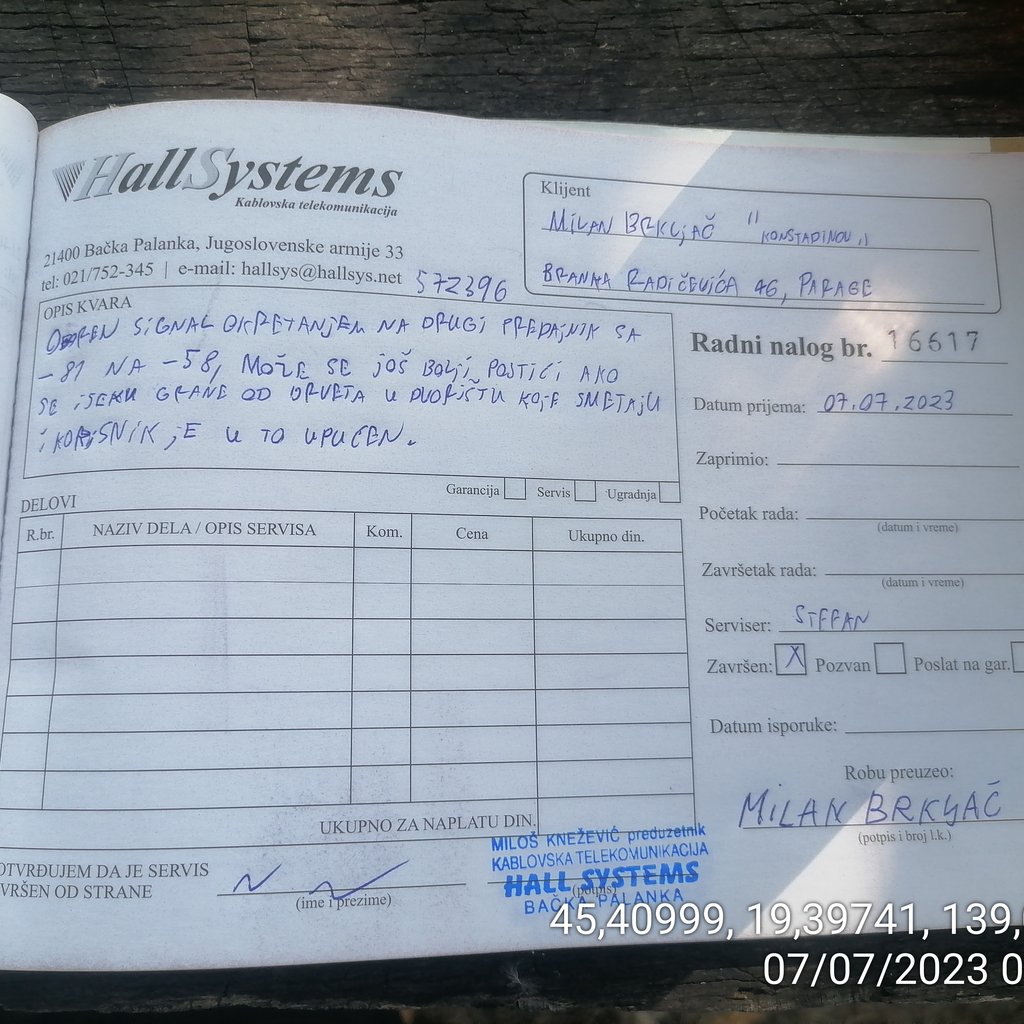 HallSystems
Kablovska telekomunikacija
21400 Bačka Palanka, Jugoslovenske armije 33
tel: 021/752-345 | e-mail: hallsys@hallsys.net
572396
Klijent
MILAN BRKLJAČ "KONSTADINOV"
BRANKA RADIČEVIĆA 46, PARAGE
OPIS KVARA
SIGNAL OKRETANJEM NA DRUGI PREDAJNIK SA
-81 NA -58, MOŽE SE JOŠ BOLJI POSTIĆI AKO
SE ISEKU GRANE OD DRVETA U DVORIŠTU KOJE SMETAJU
I KORISNIK JE U TO UPUĆEN.
Garancija Servis Ugradnja
Radni nalog br. 16617
Datum prijema: 07.07.2023
Zaprimio:
Početak rada:
(datum i vreme)
Završetak rada:
(datum i vreme)
Serviser: STEFAN
Završen: X Pozvan Poslat na gar.
Datum isporuke:
Robu preuzeo:
MILAN BRKLJAČ
(potpis i broj l.k.)
DELOVI
R.br. NAZIV DELA / OPIS SERVISA Kom. Cena Ukupno din.
UKUPNO ZA NAPLATU DIN.
OTVRĐUJEM DA JE SERVIS
VRŠEN OD STRANE
(ime i prezime)
(potpis)
MILOŠ KNEŽEVIĆ preduzetnik
KABLOVSKA TELEKOMUNIKACIJA
HALL SYSTEMS
BAČKA PALANKA
45,40999, 19,39741, 139,
07/07/2023 0